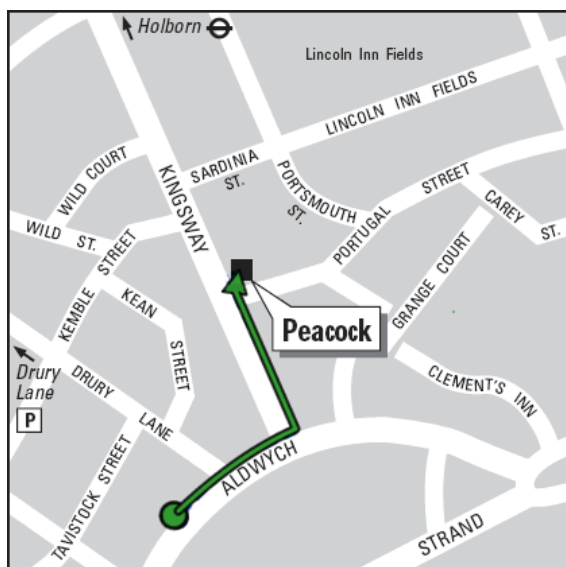 Holborn
Lincoln Inn Fields
LINCOLN INN FIELDS
SARDINIA
ST.
WILD COURT
KINGSWAY
PORTSMOUTH
ST.
PORTUGAL
STREET
CAREY
ST.
WILD ST.
KEMBLE STREET
KEAN
STREET
GRANGE COURT
Peacock
Drury
Lane
P
DRURY
LANE
CLEMENT'S INN
ALDWYCH
TAVISTOCK STREET
STRAND